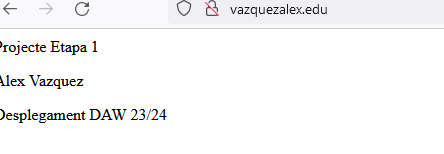 vazquezalex.edu
Projecte Etapa 1
Alex Vazquez
Desplegament DAW 23/24